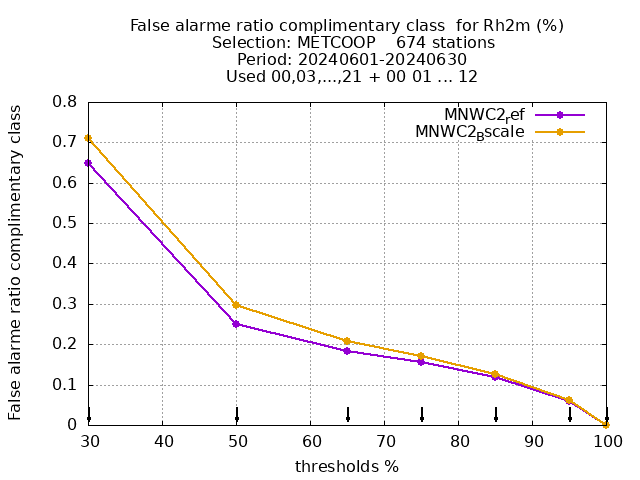 False alarme ratio complimentary class  for Rh2m (%)
Selection: METCOOP    674 stations
Period: 20240601-20240630
Used 00,03,...,21 + 00 01 ... 12
MNWC2ref
MNWC2Bscale
False alarme ratio complimentary class
0.8
0.7
0.6
0.5
0.4
0.3
0.2
0.1
0
30 40 50 60 70 80 90 100
thresholds %